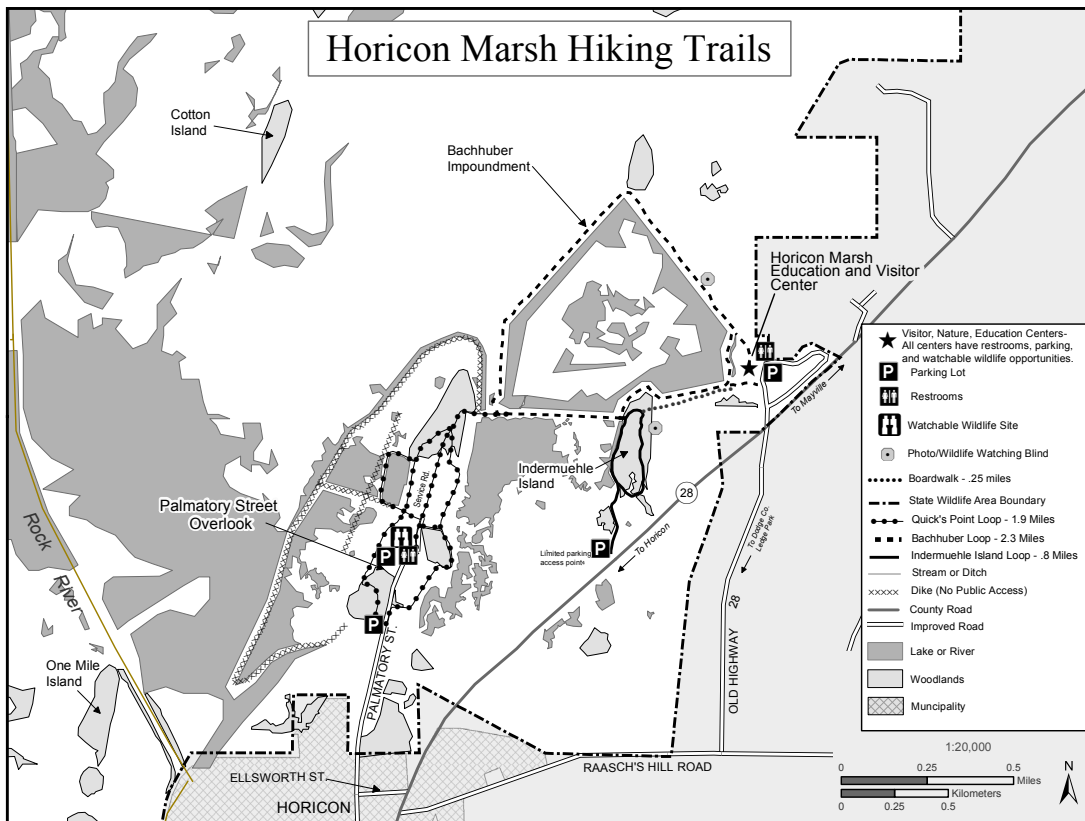 Horicon Marsh Hiking Trails
Cotton
Island
Bachhuber
Impoundment
Horicon Marsh
Education and Visitor
Center
P
To Mayville
Indermuehle
Island
Service Rd.
Palmatory Street
Overlook
P
P
P
Limited parking
access point
28
To Horicon
To Dodge Co.
Ledge Park
OLD HIGHWAY 28
Rock
River
One Mile
Island
PALMATORY ST.
ELLSWORTH ST.
HORICON
RAASCH'S HILL ROAD
Visitor, Nature, Education Centers-
All centers have restrooms, parking,
and watchable wildlife opportunities.
P Parking Lot
Restrooms
Watchable Wildlife Site
Photo/Wildlife Watching Blind
Boardwalk - .25 miles
State Wildlife Area Boundary
Quick's Point Loop - 1.9 Miles
Bachhuber Loop - 2.3 Miles
Indermuehle Island Loop - .8 Miles
Stream or Ditch
Dike (No Public Access)
County Road
Improved Road
Lake or River
Woodlands
Muncipality
1:20,000
0 0.25 0.5
Miles
Kilometers
0 0.25 0.5
N